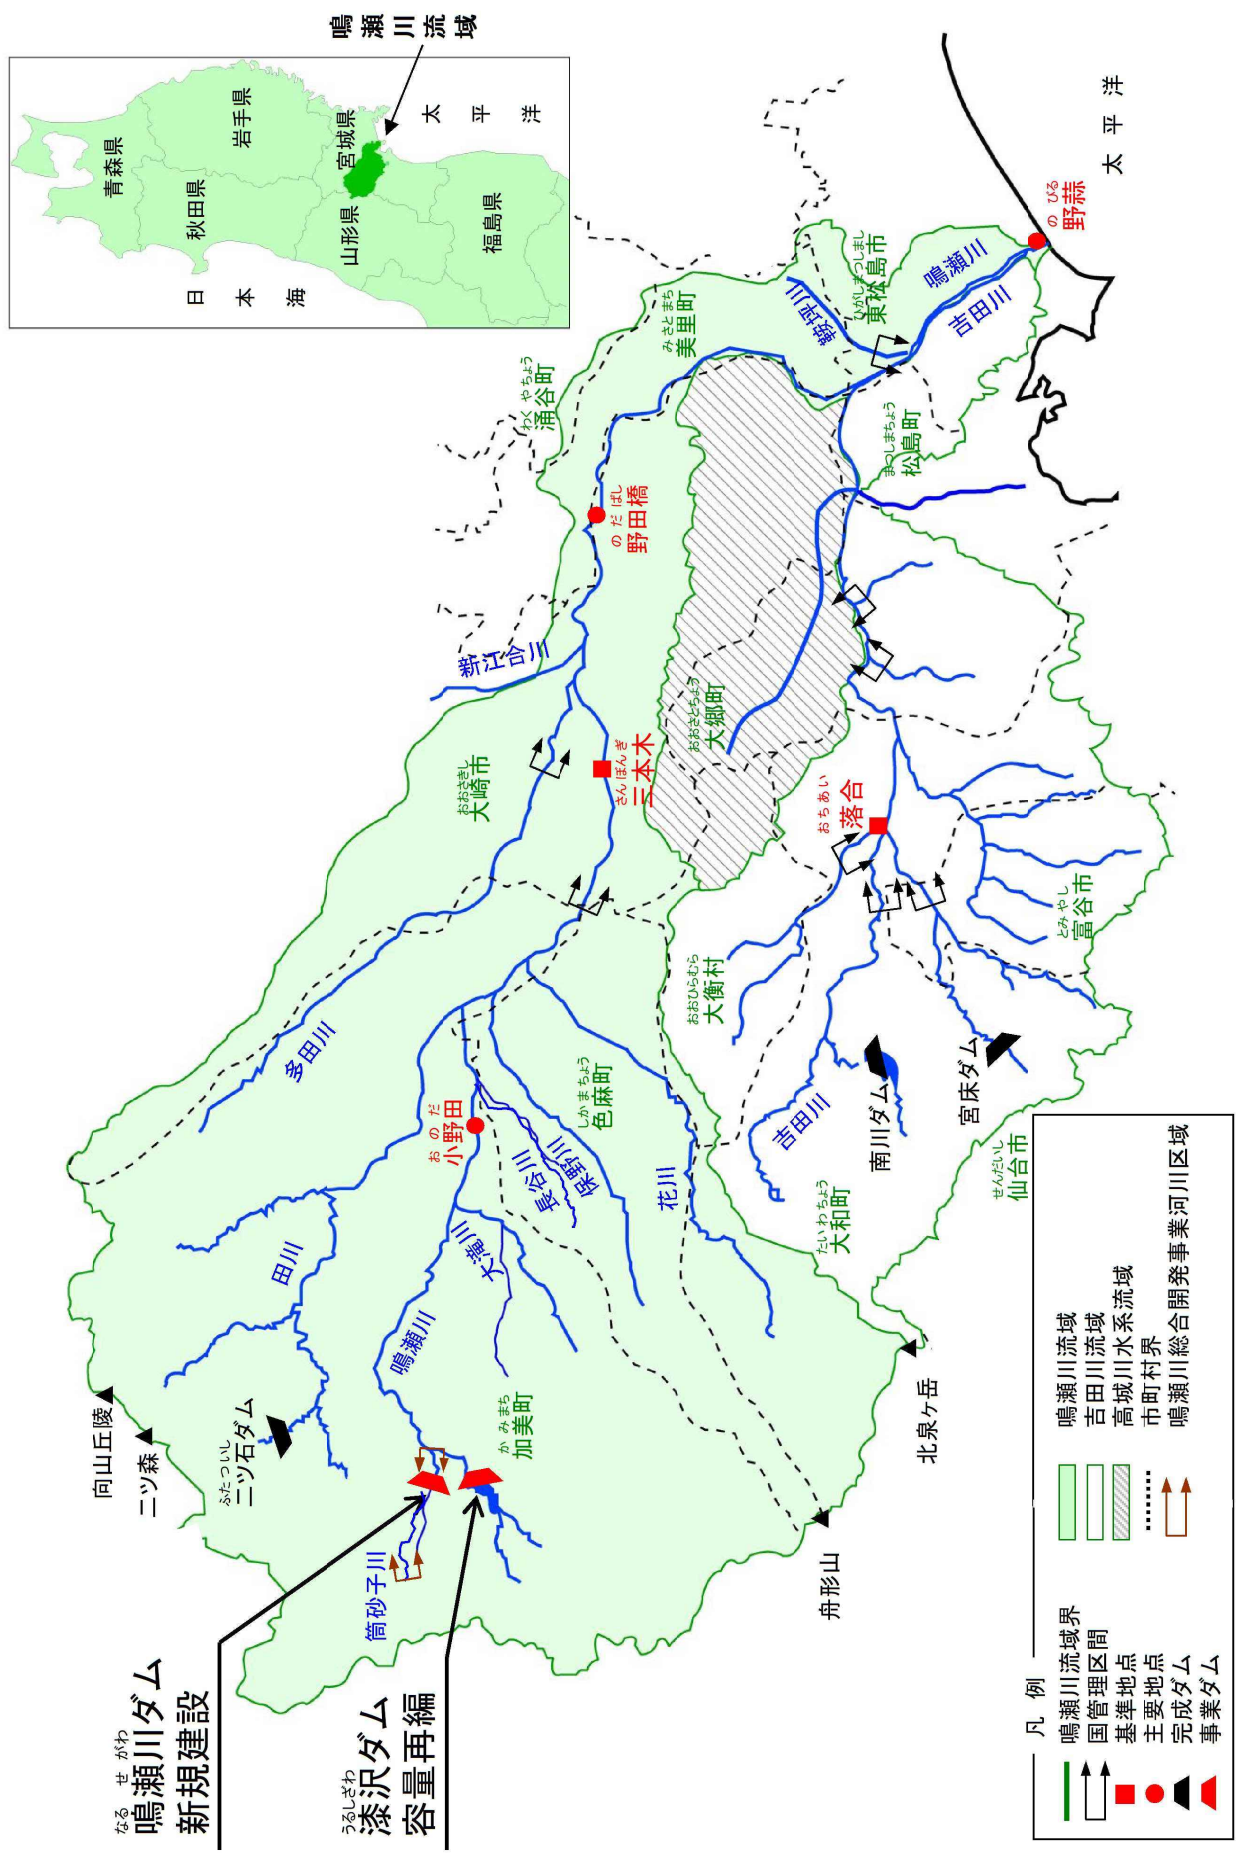 なる せ がわ
鳴瀬川ダム
新規建設
うるしざわ
漆沢ダム
容量再編
向山丘陵
二ツ森
ふたついし
二ツ石ダム
筒砂子川
田川
鳴瀬川
大滝川
か み まち
加美町
舟形山
北泉ヶ岳
多田川
お の だ
小野田
長谷川
保野川
しか ま ちょう
色麻町
花川
たい わ ちょう
大和町
吉田川
南川ダム
宮床ダム
せんだいし
仙台市
おおひらむら
大衡村
とみ や し
富谷市
おおさきし
大崎市
さん ぼん ぎ
三本木
おちあい
落合
おおさとちょう
大郷町
新江合川
の だ ばし
野田橋
わく や ちょう
涌谷町
み さと まち
美里町
まつしまちょう
松島町
鞍坪川
ひがしまつしまし
東松島市
鳴瀬川
吉田川
の びる
野蒜
太平洋
鳴瀬川流域
青森県
岩手県
秋田県
宮城県
山形県
福島県
日本海
太平洋
凡例
鳴瀬川流域界
国管理区間
基準地点
主要地点
完成ダム
事業ダム
鳴瀬川流域
吉田川流域
高城川水系流域
市町村界
鳴瀬川総合開発事業河川区域